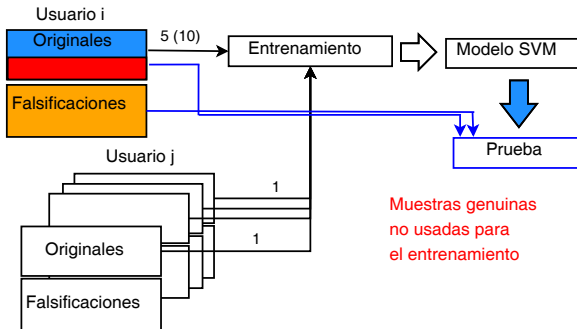 Usuario i
Originales
5 (10)
Entrenamiento
Modelo SVM
Falsificaciones
Prueba
Usuario j
1
Muestras genuinas
no usadas para
el entrenamiento
1
Originales
Falsificaciones